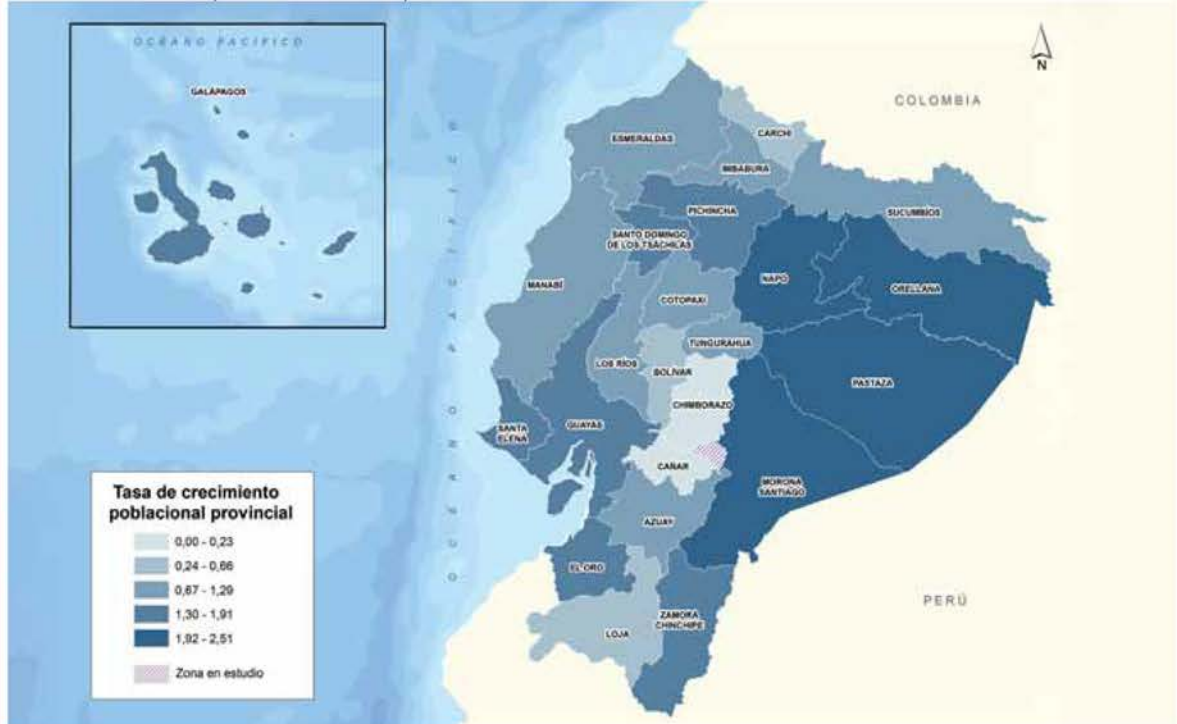 OCÉANO PACÍFICO
GALÁPAGOS
N
COLOMBIA
CARCHI
ESMERALDAS
IMBABURA
SUCUMBÍOS
PICHINCHA
SANTO DOMINGO
DE LOS TSÁCHILAS
NAPO
ORELLANA
MANABÍ
COTOPAXI
TUNGURAHUA
LOS RÍOS
BOLÍVAR
PASTAZA
CHIMBORAZO
SANTA
ELENA
GUAYAS
CAÑAR
MORONA
SANTIAGO
AZUAY
EL ORO
ZAMORA
CHINCHIPE
LOJA
PERÚ
Tasa de crecimiento
poblacional provincial
0,00 - 0,23
0,24 - 0,66
0,67 - 1,29
1,30 - 1,91
1,92 - 2,51
Zona en estudio